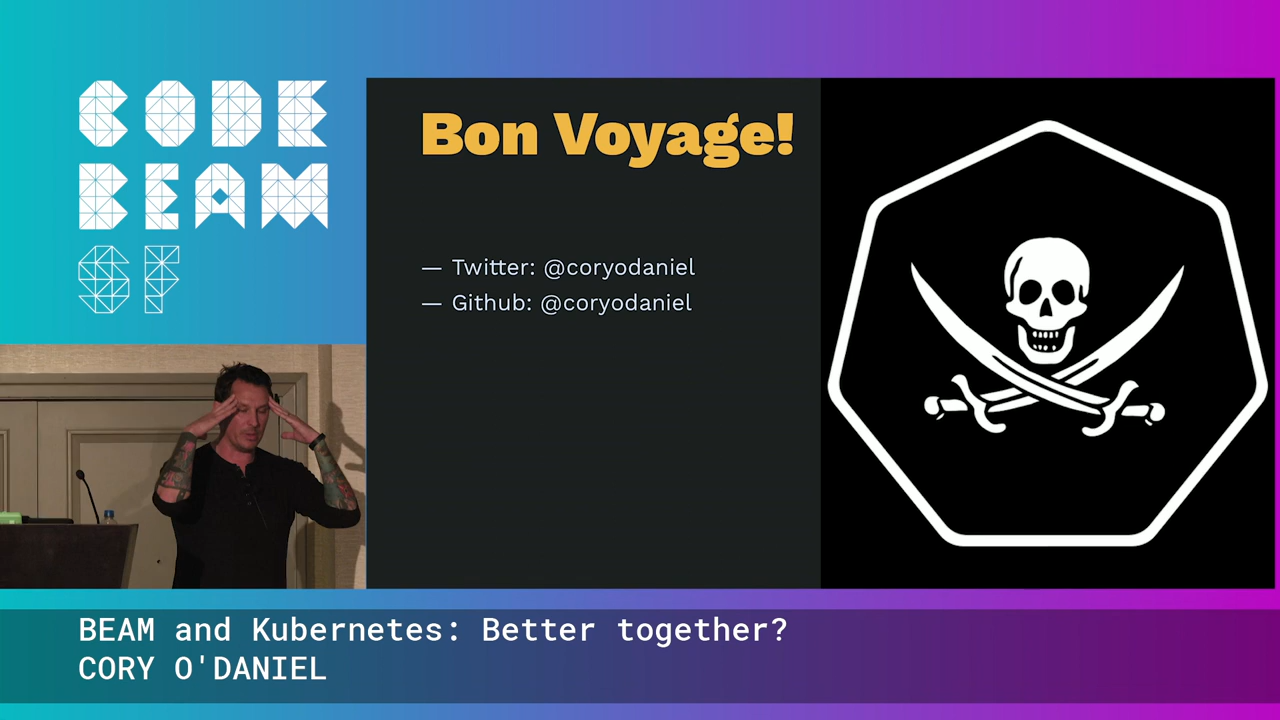 CODE
BEAM
SF
Bon Voyage!
— Twitter: @coryodaniel
— Github: @coryodaniel
BEAM and Kubernetes: Better together?
CORY O'DANIEL